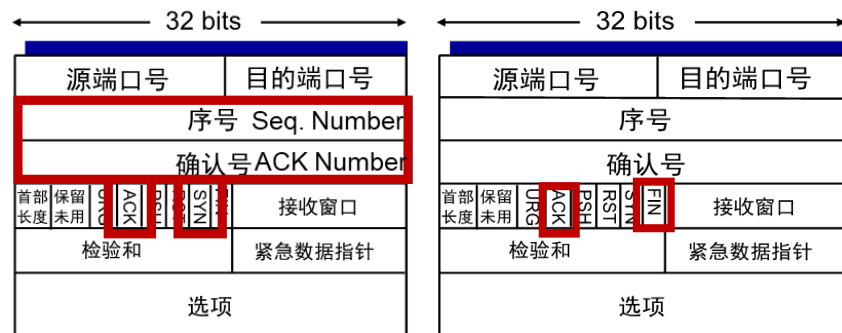 32 bits
源端口号 目的端口号
序号 Seq. Number
确认号 ACK Number
首部长度 保留未用 ACK SYN 接收窗口
检验和 紧急数据指针
选项
32 bits
源端口号 目的端口号
序号
确认号
首部长度 保留未用 URG ACK PSH RST SYN FIN 接收窗口
检验和 紧急数据指针
选项